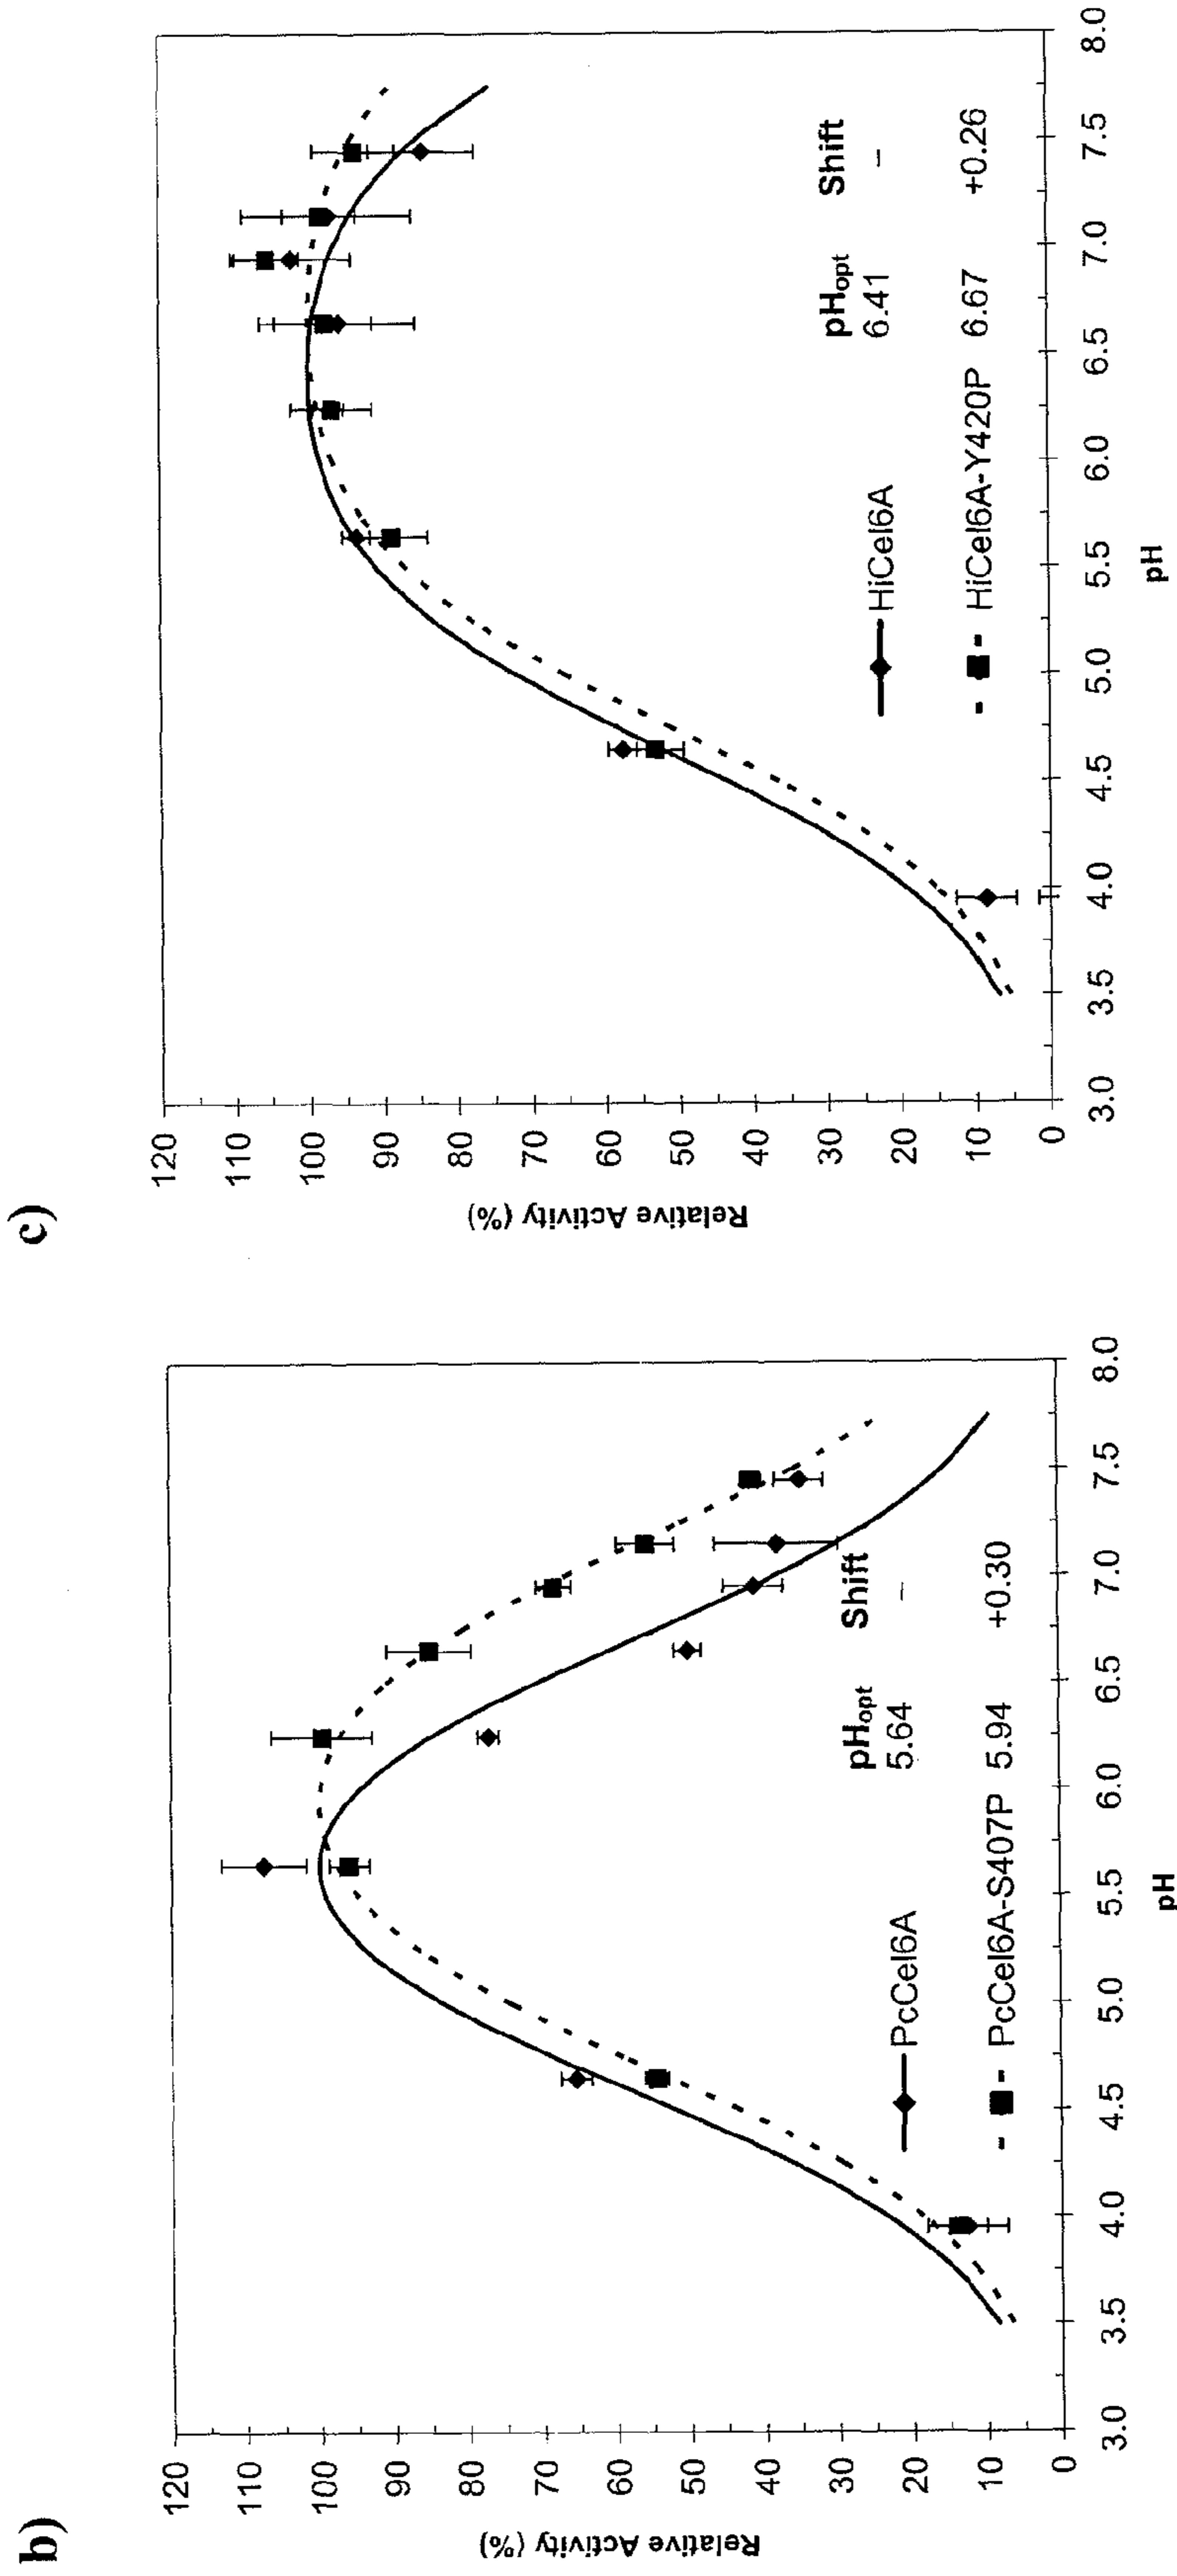 b)
120
110
100
90
80
70
60
50
40
30
20
10
0
Relative Activity (%)
3.0 3.5 4.0 4.5 5.0 5.5 6.0 6.5 7.0 7.5 8.0
pH
pHopt Shift
PcCel6A 5.64 –
PcCel6A-S407P 5.94 +0.30
c)
120
110
100
90
80
70
60
50
40
30
20
10
0
Relative Activity (%)
3.0 3.5 4.0 4.5 5.0 5.5 6.0 6.5 7.0 7.5 8.0
pH
pHopt Shift
HiCel6A 6.41 –
HiCel6A-Y420P 6.67 +0.26